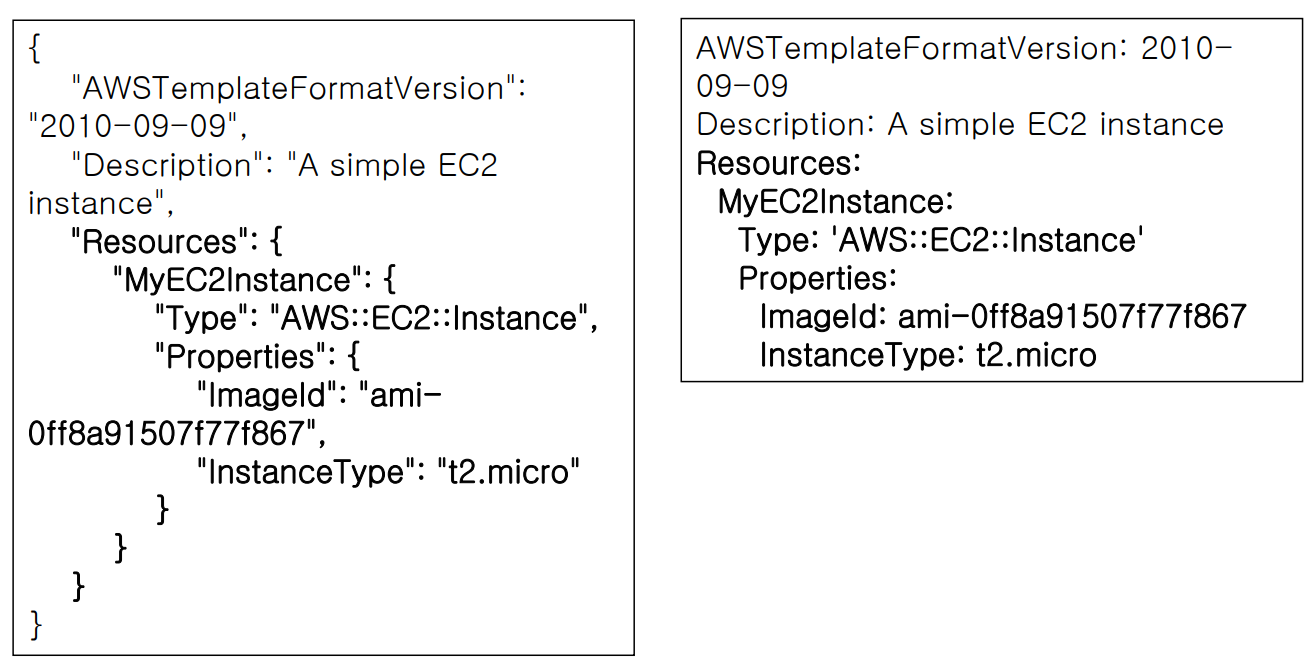 {
"AWSTemplateFormatVersion":
"2010-09-09",
"Description": "A simple EC2
instance",
"Resources": {
"MyEC2Instance": {
"Type": "AWS::EC2::Instance",
"Properties": {
"ImageId": "ami-
0ff8a91507f77f867",
"InstanceType": "t2.micro"
}
}
}
}
AWSTemplateFormatVersion: 2010-
09-09
Description: A simple EC2 instance
Resources:
MyEC2Instance:
Type: 'AWS::EC2::Instance'
Properties:
ImageId: ami-0ff8a91507f77f867
InstanceType: t2.micro